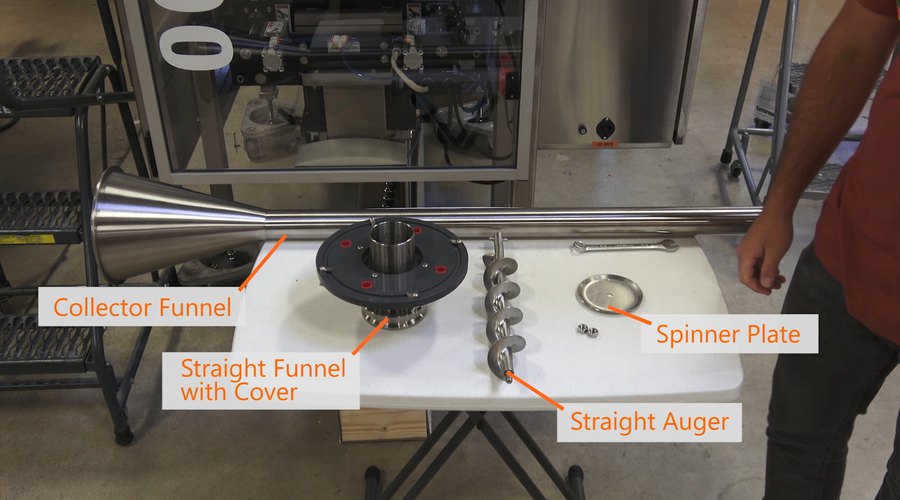 Collector Funnel
Straight Funnel
with Cover
Spinner Plate
Straight Auger